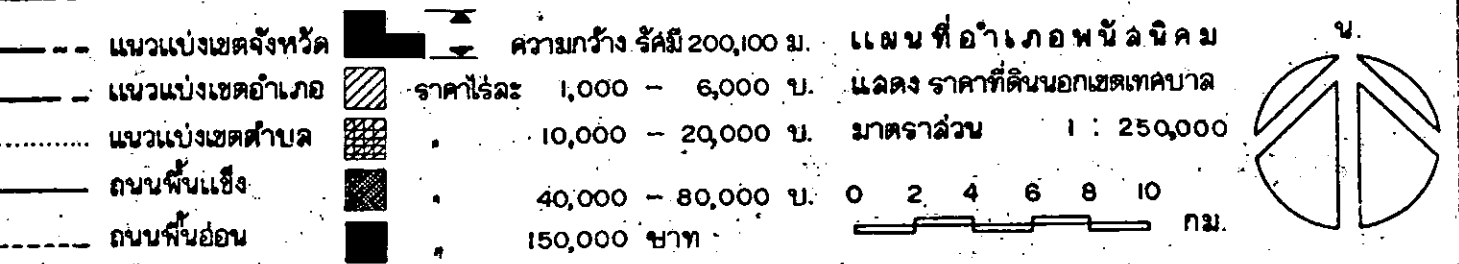 แนวแบ่งเขตจังหวัด ความกว้าง รัศมี 200,100 ม. แผนที่อำเภอพนัสนิคม น.
แนวแบ่งเขตอำเภอ ราคาไร่ละ 1,000 - 6,000 บ. แสดง ราคาที่ดินนอกเขตเทศบาล
แนวแบ่งเขตตำบล " 10,000 - 20,000 บ. มาตราส่วน 1 : 250,000
ถนนพื้นแข็ง " 40,000 - 80,000 บ. 0 2 4 6 8 10 กม.
ถนนพื้นอ่อน " 150,000 บาท